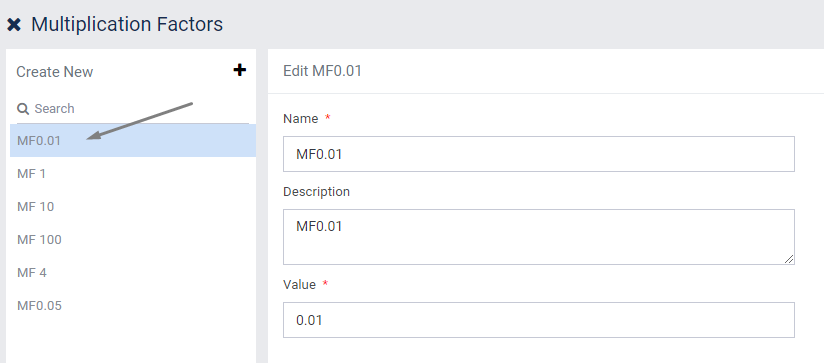 Multiplication Factors
Create New
Search
MF0.01
MF 1
MF 10
MF 100
MF 4
MF0.05
Edit MF0.01
Name *
MF0.01
Description
MF0.01
Value *
0.01